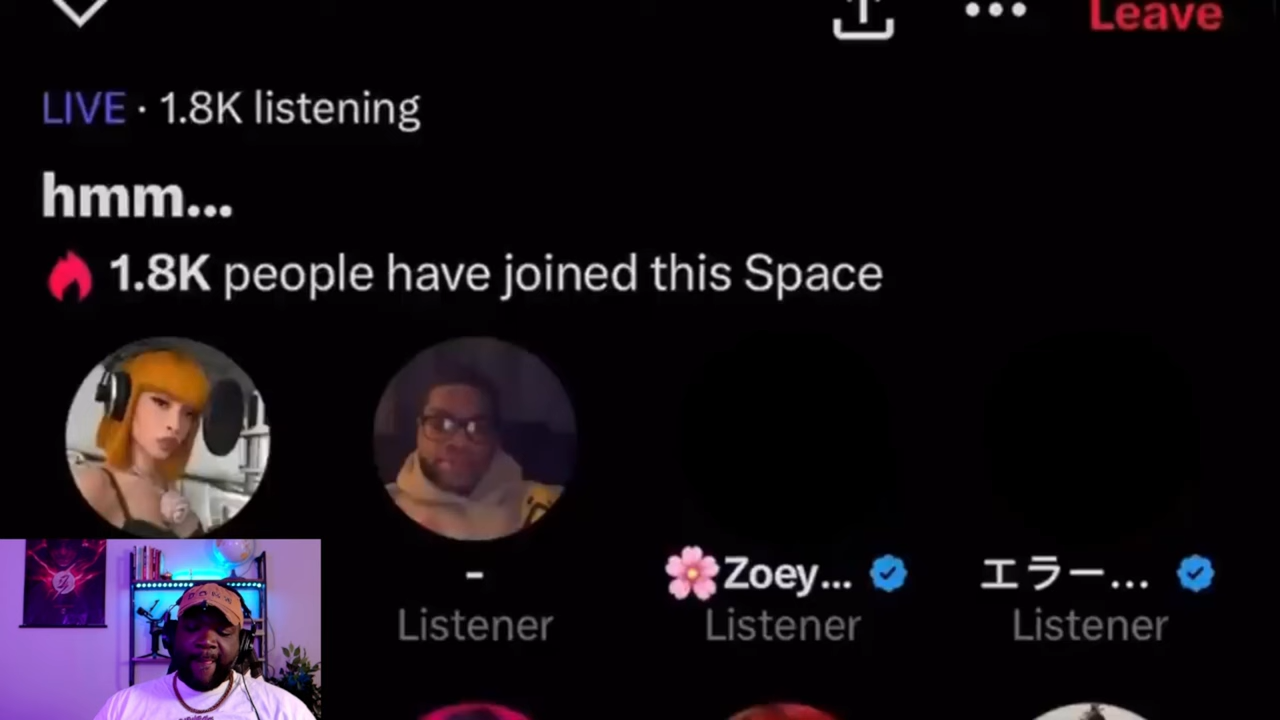 Leave
LIVE · 1.8K listening
hmm...
1.8K people have joined this Space
-
🌸Zoey...
エラー...
Listener
Listener
Listener